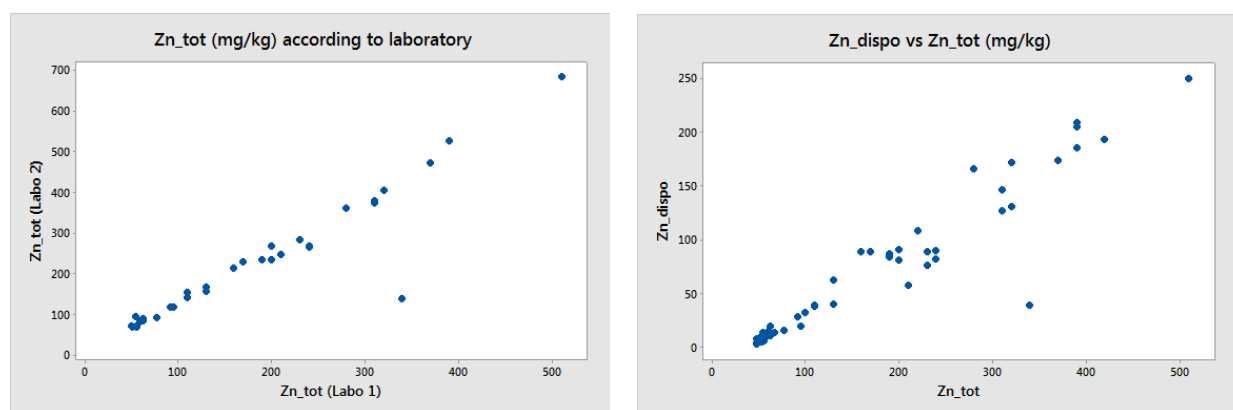 Zn_tot (mg/kg) according to laboratory
700
600
500
400
300
200
100
0
Zn_tot (Labo 2)
0 100 200 300 400 500
Zn_tot (Labo 1)
Zn_dispo vs Zn_tot (mg/kg)
250
200
150
100
50
0
Zn_dispo
0 100 200 300 400 500
Zn_tot